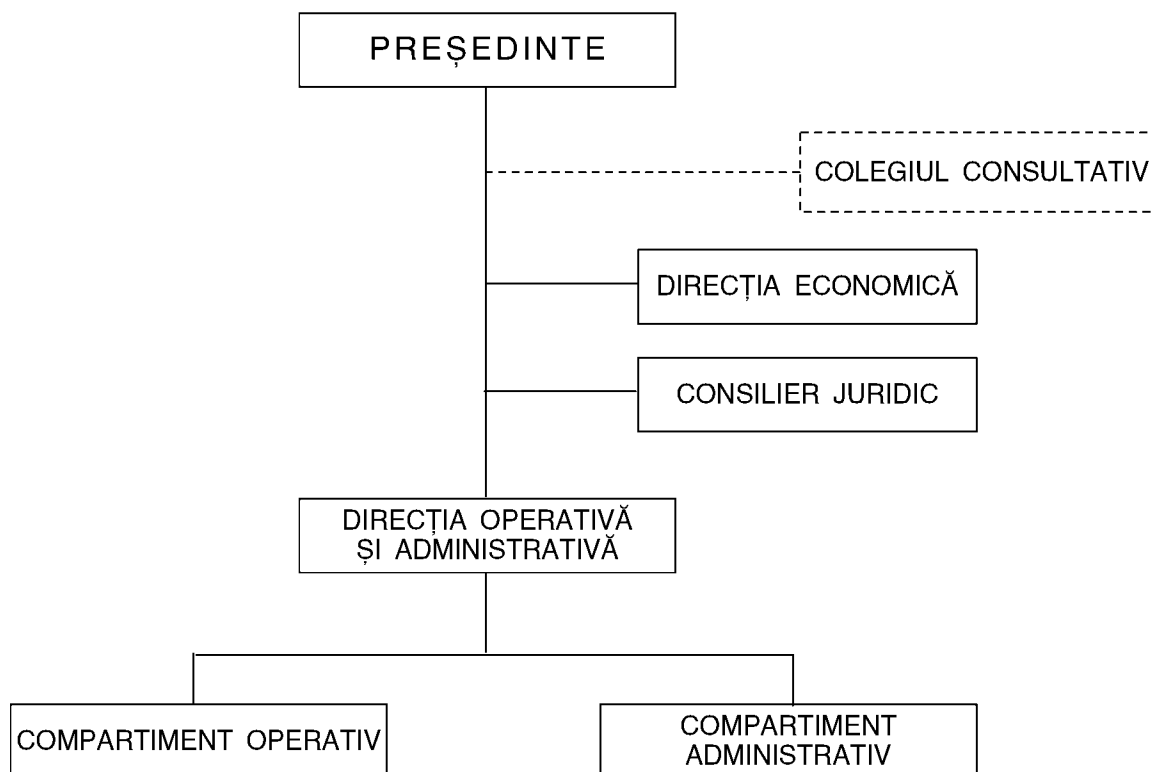 PREȘEDINTE
COLEGIUL CONSULTATIV
DIRECȚIA ECONOMICĂ
CONSILIER JURIDIC
DIRECȚIA OPERATIVĂ
ȘI ADMINISTRATIVĂ
COMPARTIMENT OPERATIV
COMPARTIMENT
ADMINISTRATIV